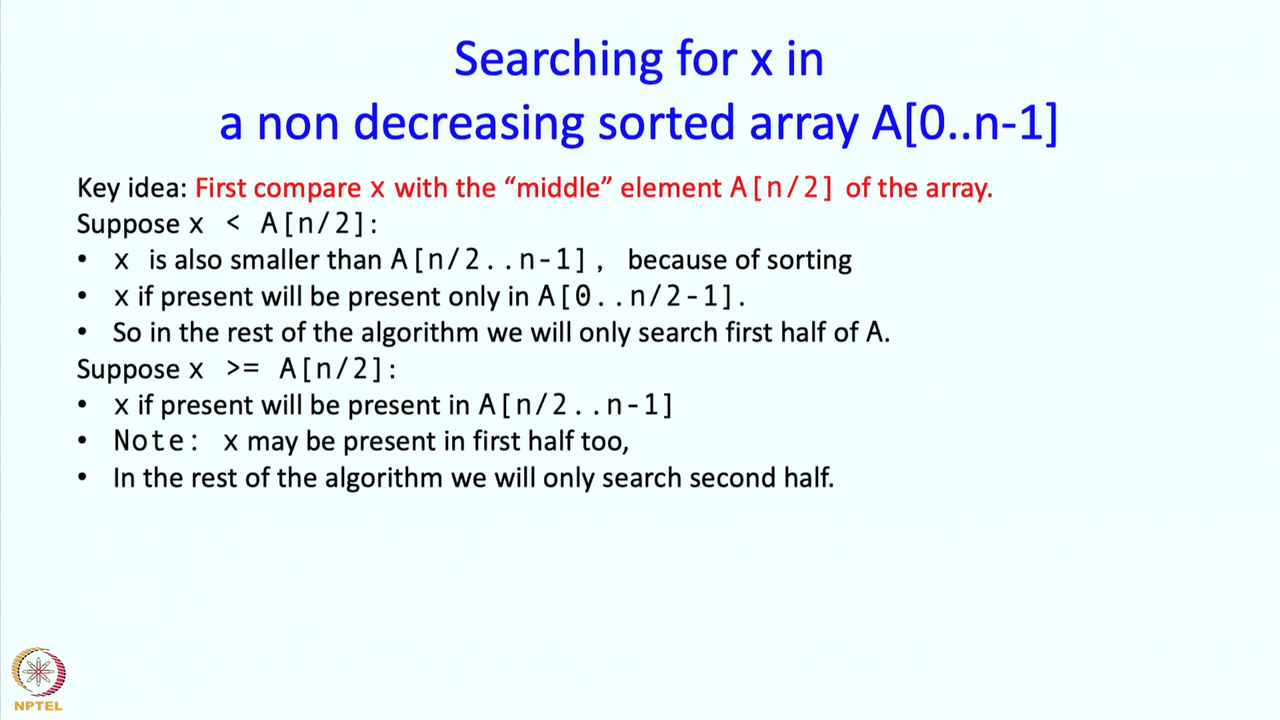 Searching for x in
a non decreasing sorted array A[0..n-1]
Key idea: First compare x with the “middle” element A[n/2] of the array.
Suppose x < A[n/2]:
• x is also smaller than A[n/2..n-1], because of sorting
• x if present will be present only in A[0..n/2-1].
• So in the rest of the algorithm we will only search first half of A.
Suppose x >= A[n/2]:
• x if present will be present in A[n/2..n-1]
• Note: x may be present in first half too,
• In the rest of the algorithm we will only search second half.
NPTEL